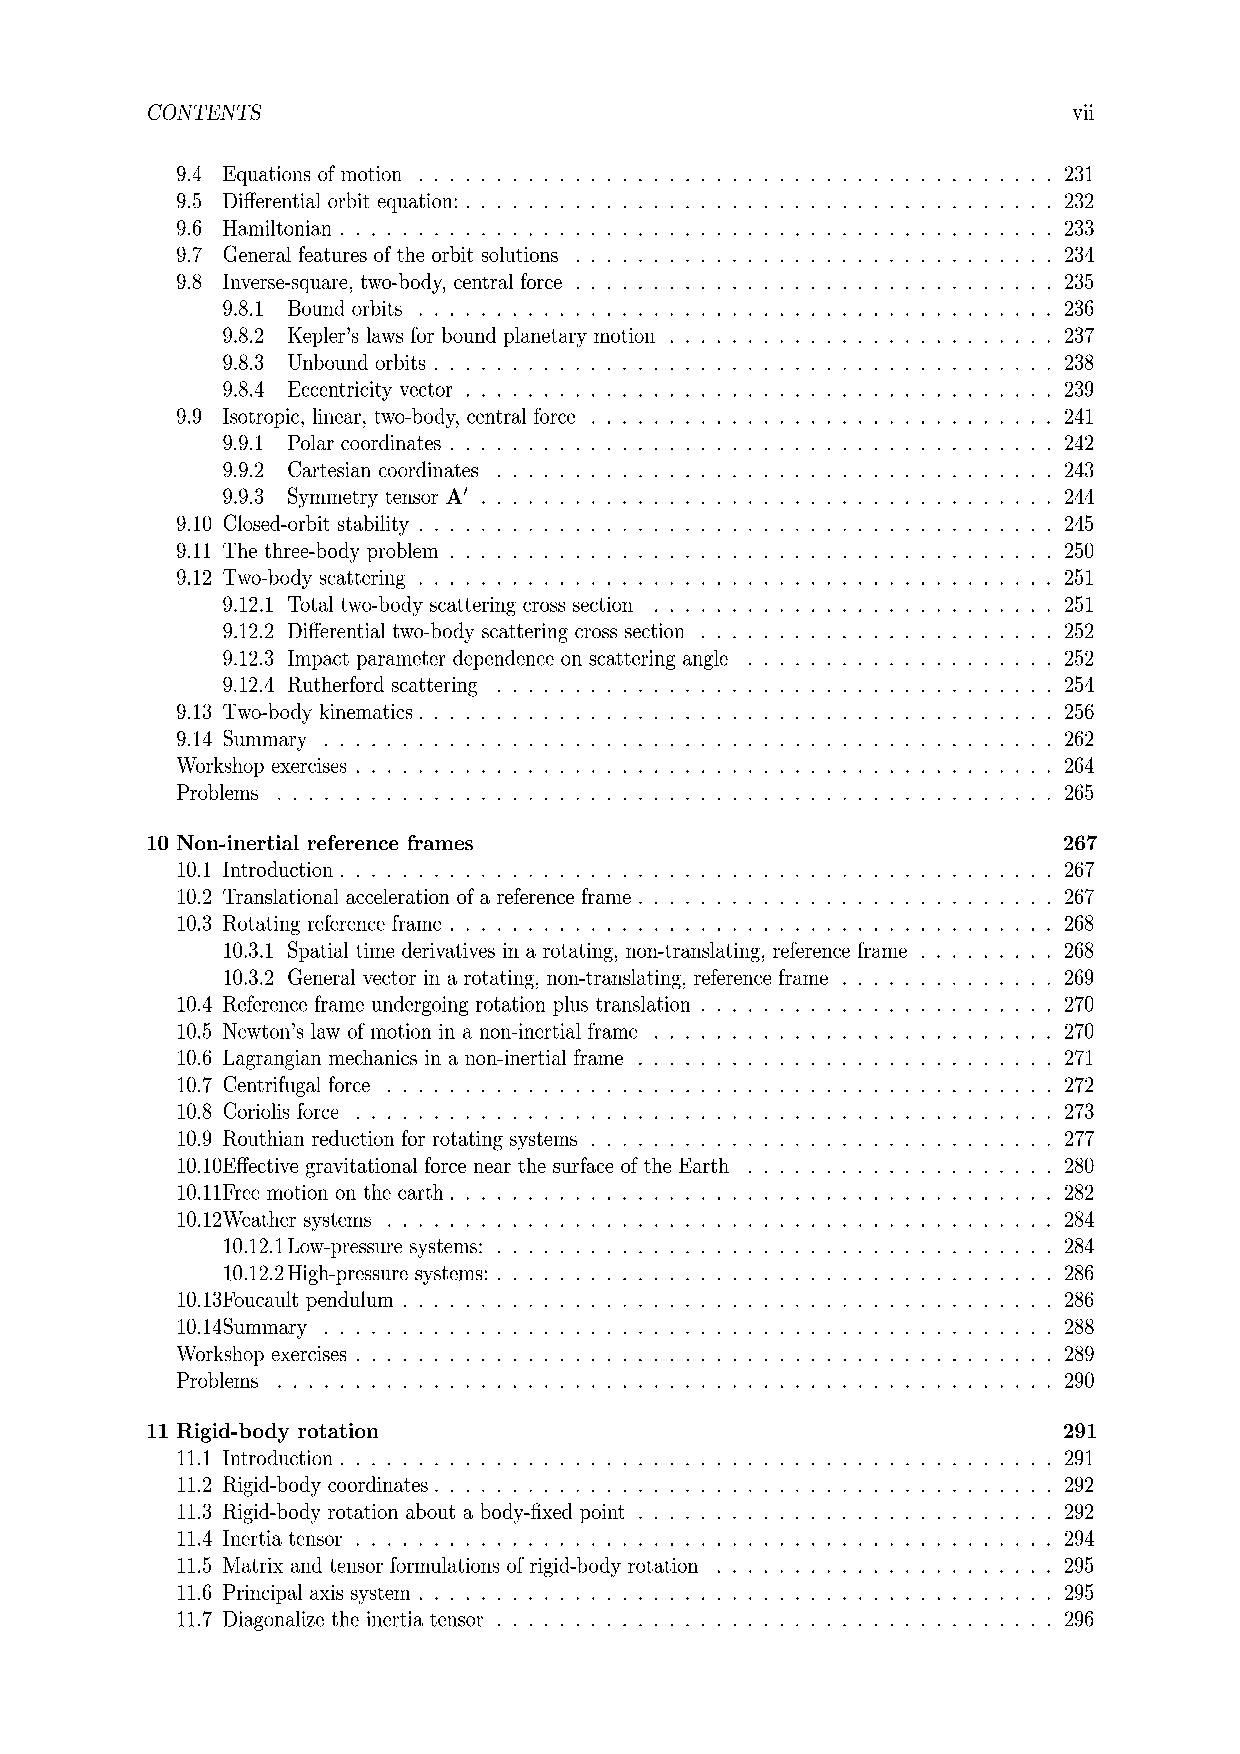 CONTENTS vii
9.4 Equations of motion . . . . . . . . . . . . . . . . . . . . . . . . . . . . . . . . . . . . . . . . . 231
9.5 Differential orbit equation: . . . . . . . . . . . . . . . . . . . . . . . . . . . . . . . . . . . . . . 232
9.6 Hamiltonian . . . . . . . . . . . . . . . . . . . . . . . . . . . . . . . . . . . . . . . . . . . . . . 233
9.7 General features of the orbit solutions . . . . . . . . . . . . . . . . . . . . . . . . . . . . . . . 234
9.8 Inverse-square, two-body, central force . . . . . . . . . . . . . . . . . . . . . . . . . . . . . . . 235
9.8.1 Bound orbits . . . . . . . . . . . . . . . . . . . . . . . . . . . . . . . . . . . . . . . . . 236
9.8.2 Kepler's laws for bound planetary motion . . . . . . . . . . . . . . . . . . . . . . . . . 237
9.8.3 Unbound orbits . . . . . . . . . . . . . . . . . . . . . . . . . . . . . . . . . . . . . . . . 238
9.8.4 Eccentricity vector . . . . . . . . . . . . . . . . . . . . . . . . . . . . . . . . . . . . . . 239
9.9 Isotropic, linear, two-body, central force . . . . . . . . . . . . . . . . . . . . . . . . . . . . . . 241
9.9.1 Polar coordinates . . . . . . . . . . . . . . . . . . . . . . . . . . . . . . . . . . . . . . . 242
9.9.2 Cartesian coordinates . . . . . . . . . . . . . . . . . . . . . . . . . . . . . . . . . . . . 243
9.9.3 Symmetry tensor A′ . . . . . . . . . . . . . . . . . . . . . . . . . . . . . . . . . . . . . 244
9.10 Closed-orbit stability . . . . . . . . . . . . . . . . . . . . . . . . . . . . . . . . . . . . . . . . . 245
9.11 The three-body problem . . . . . . . . . . . . . . . . . . . . . . . . . . . . . . . . . . . . . . . 250
9.12 Two-body scattering . . . . . . . . . . . . . . . . . . . . . . . . . . . . . . . . . . . . . . . . . 251
9.12.1 Total two-body scattering cross section . . . . . . . . . . . . . . . . . . . . . . . . . . 251
9.12.2 Differential two-body scattering cross section . . . . . . . . . . . . . . . . . . . . . . . 252
9.12.3 Impact parameter dependence on scattering angle . . . . . . . . . . . . . . . . . . . . 252
9.12.4 Rutherford scattering . . . . . . . . . . . . . . . . . . . . . . . . . . . . . . . . . . . . 254
9.13 Two-body kinematics . . . . . . . . . . . . . . . . . . . . . . . . . . . . . . . . . . . . . . . . . 256
9.14 Summary . . . . . . . . . . . . . . . . . . . . . . . . . . . . . . . . . . . . . . . . . . . . . . . 262
Workshop exercises . . . . . . . . . . . . . . . . . . . . . . . . . . . . . . . . . . . . . . . . . . . . . 264
Problems . . . . . . . . . . . . . . . . . . . . . . . . . . . . . . . . . . . . . . . . . . . . . . . . . . 265
10 Non-inertial reference frames 267
10.1 Introduction . . . . . . . . . . . . . . . . . . . . . . . . . . . . . . . . . . . . . . . . . . . . . . 267
10.2 Translational acceleration of a reference frame . . . . . . . . . . . . . . . . . . . . . . . . . . . 267
10.3 Rotating reference frame . . . . . . . . . . . . . . . . . . . . . . . . . . . . . . . . . . . . . . . 268
10.3.1 Spatial time derivatives in a rotating, non-translating, reference frame . . . . . . . . . 268
10.3.2 General vector in a rotating, non-translating, reference frame . . . . . . . . . . . . . . 269
10.4 Reference frame undergoing rotation plus translation . . . . . . . . . . . . . . . . . . . . . . . 270
10.5 Newton's law of motion in a non-inertial frame . . . . . . . . . . . . . . . . . . . . . . . . . . 270
10.6 Lagrangian mechanics in a non-inertial frame . . . . . . . . . . . . . . . . . . . . . . . . . . . 271
10.7 Centrifugal force . . . . . . . . . . . . . . . . . . . . . . . . . . . . . . . . . . . . . . . . . . . 272
10.8 Coriolis force . . . . . . . . . . . . . . . . . . . . . . . . . . . . . . . . . . . . . . . . . . . . . 273
10.9 Routhian reduction for rotating systems . . . . . . . . . . . . . . . . . . . . . . . . . . . . . . 277
10.10Effective gravitational force near the surface of the Earth . . . . . . . . . . . . . . . . . . . . 280
10.11Free motion on the earth . . . . . . . . . . . . . . . . . . . . . . . . . . . . . . . . . . . . . . . 282
10.12Weather systems . . . . . . . . . . . . . . . . . . . . . . . . . . . . . . . . . . . . . . . . . . . 284
10.12.1 Low-pressure systems: . . . . . . . . . . . . . . . . . . . . . . . . . . . . . . . . . . . . 284
10.12.2 High-pressure systems: . . . . . . . . . . . . . . . . . . . . . . . . . . . . . . . . . . . . 286
10.13Foucault pendulum . . . . . . . . . . . . . . . . . . . . . . . . . . . . . . . . . . . . . . . . . . 286
10.14Summary . . . . . . . . . . . . . . . . . . . . . . . . . . . . . . . . . . . . . . . . . . . . . . . 288
Workshop exercises . . . . . . . . . . . . . . . . . . . . . . . . . . . . . . . . . . . . . . . . . . . . . 289
Problems . . . . . . . . . . . . . . . . . . . . . . . . . . . . . . . . . . . . . . . . . . . . . . . . . . 290
11 Rigid-body rotation 291
11.1 Introduction . . . . . . . . . . . . . . . . . . . . . . . . . . . . . . . . . . . . . . . . . . . . . . 291
11.2 Rigid-body coordinates . . . . . . . . . . . . . . . . . . . . . . . . . . . . . . . . . . . . . . . . 292
11.3 Rigid-body rotation about a body-fixed point . . . . . . . . . . . . . . . . . . . . . . . . . . . 292
11.4 Inertia tensor . . . . . . . . . . . . . . . . . . . . . . . . . . . . . . . . . . . . . . . . . . . . . 294
11.5 Matrix and tensor formulations of rigid-body rotation . . . . . . . . . . . . . . . . . . . . . . 295
11.6 Principal axis system . . . . . . . . . . . . . . . . . . . . . . . . . . . . . . . . . . . . . . . . . 295
11.7 Diagonalize the inertia tensor . . . . . . . . . . . . . . . . . . . . . . . . . . . . . . . . . . . . 296